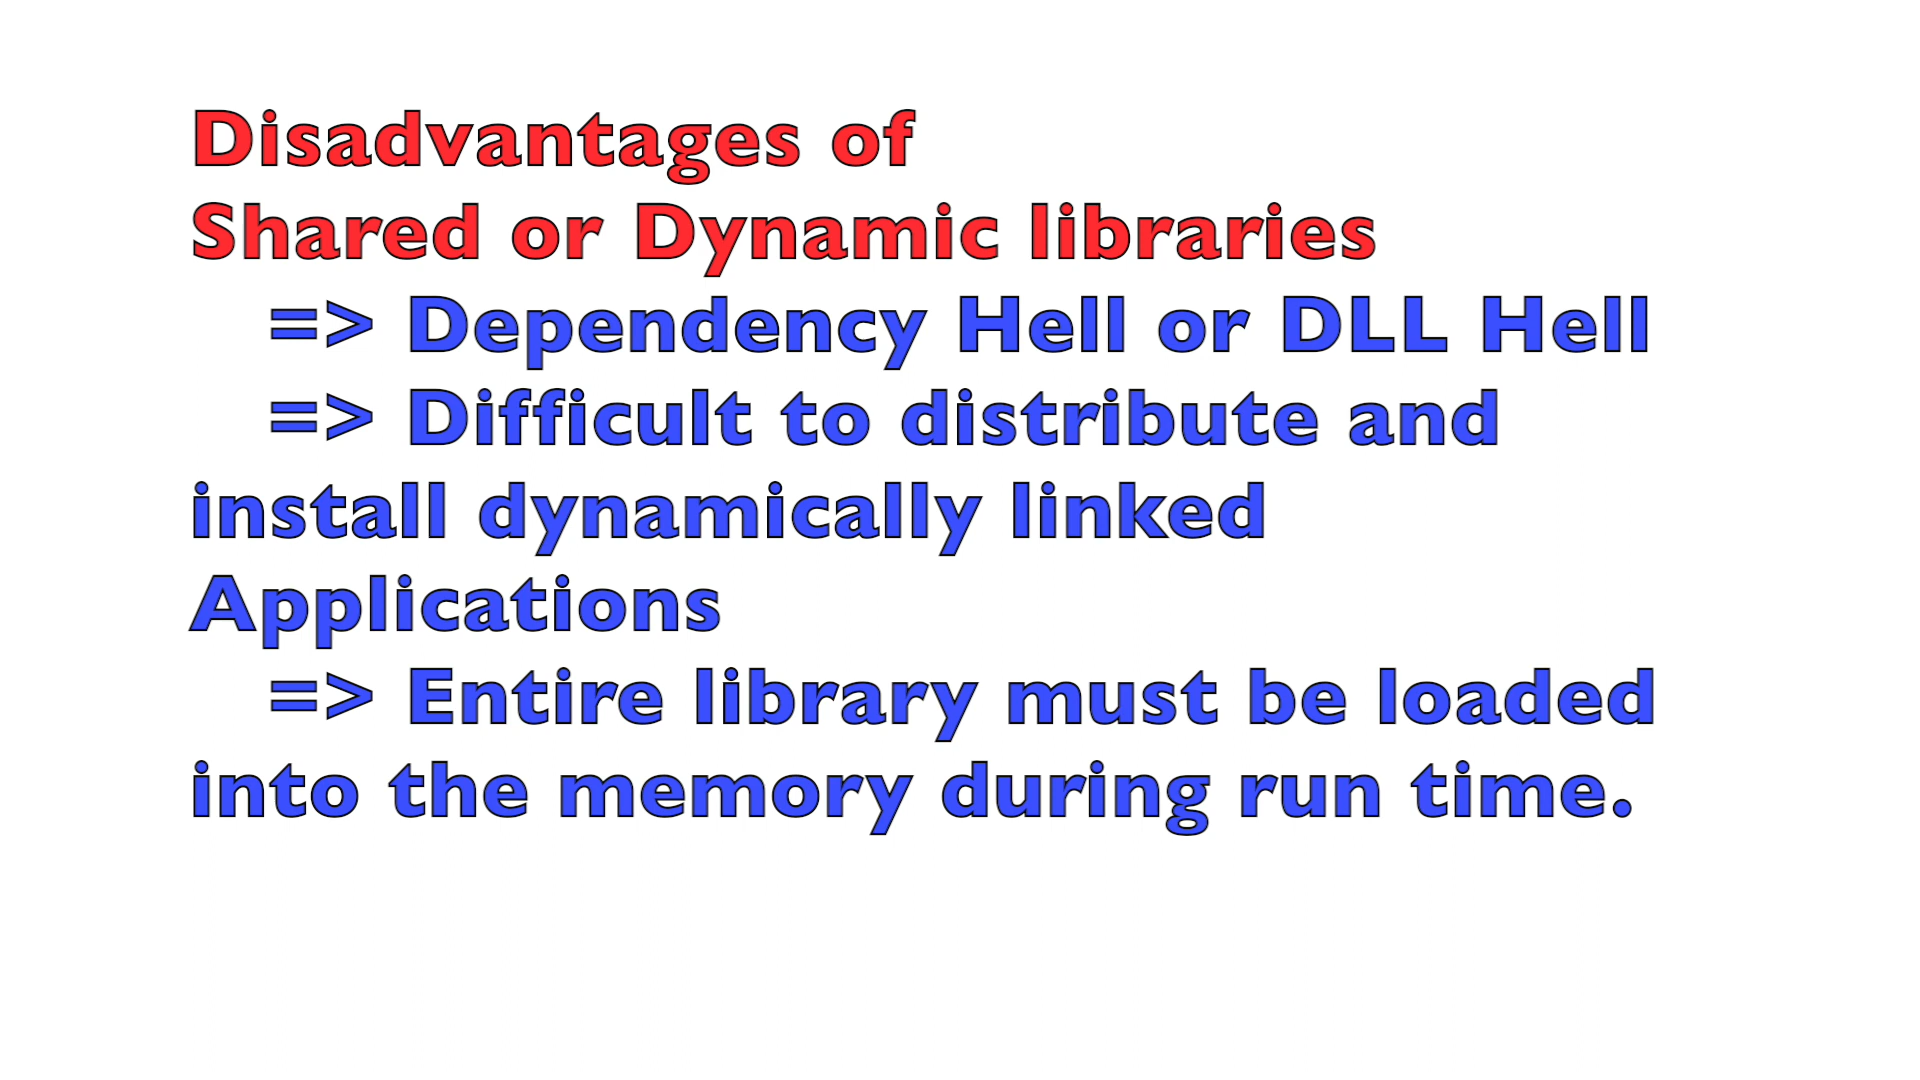 Disadvantages of
Shared or Dynamic libraries
=> Dependency Hell or DLL Hell
=> Difficult to distribute and
install dynamically linked
Applications
=> Entire library must be loaded
into the memory during run time.